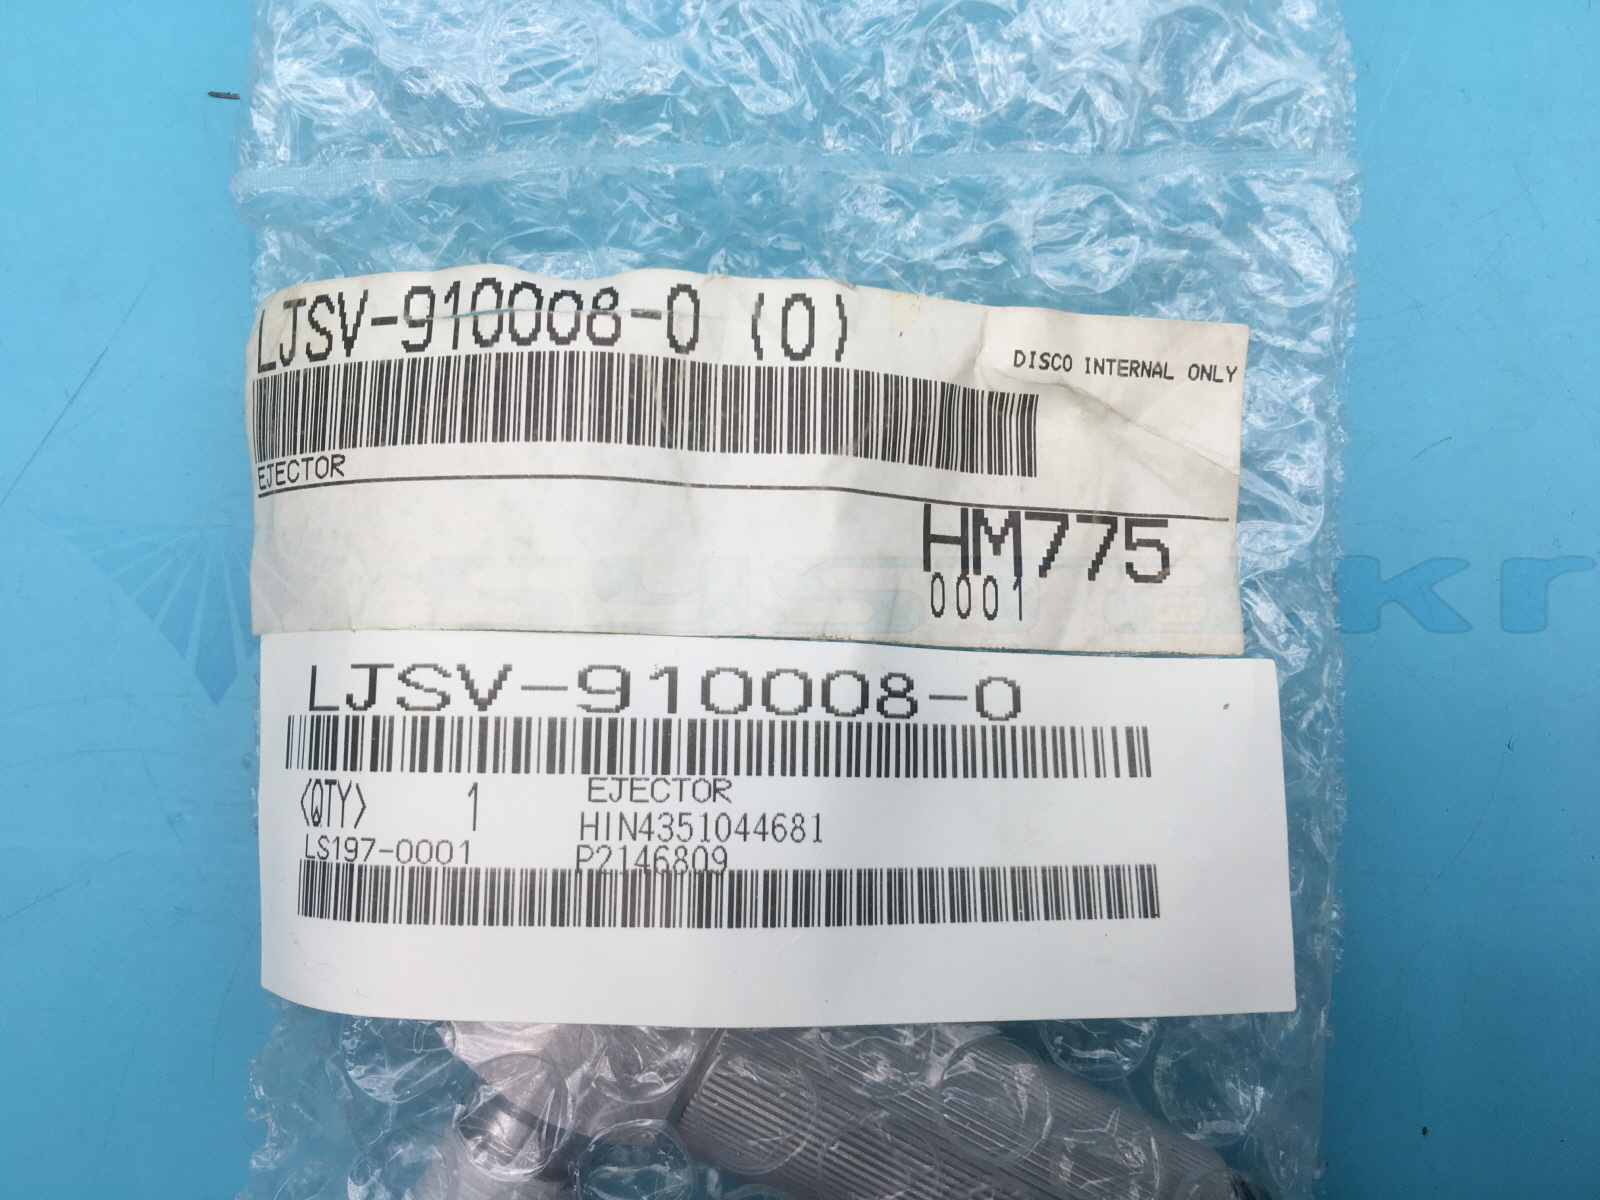 LJSV-910008-0 (0)
DISCO INTERNAL ONLY
EJECTOR
HM775
0001
LJSV-910008-0
<QTY> 1 EJECTOR
HIN4351044681
LS197-0001 P2146809